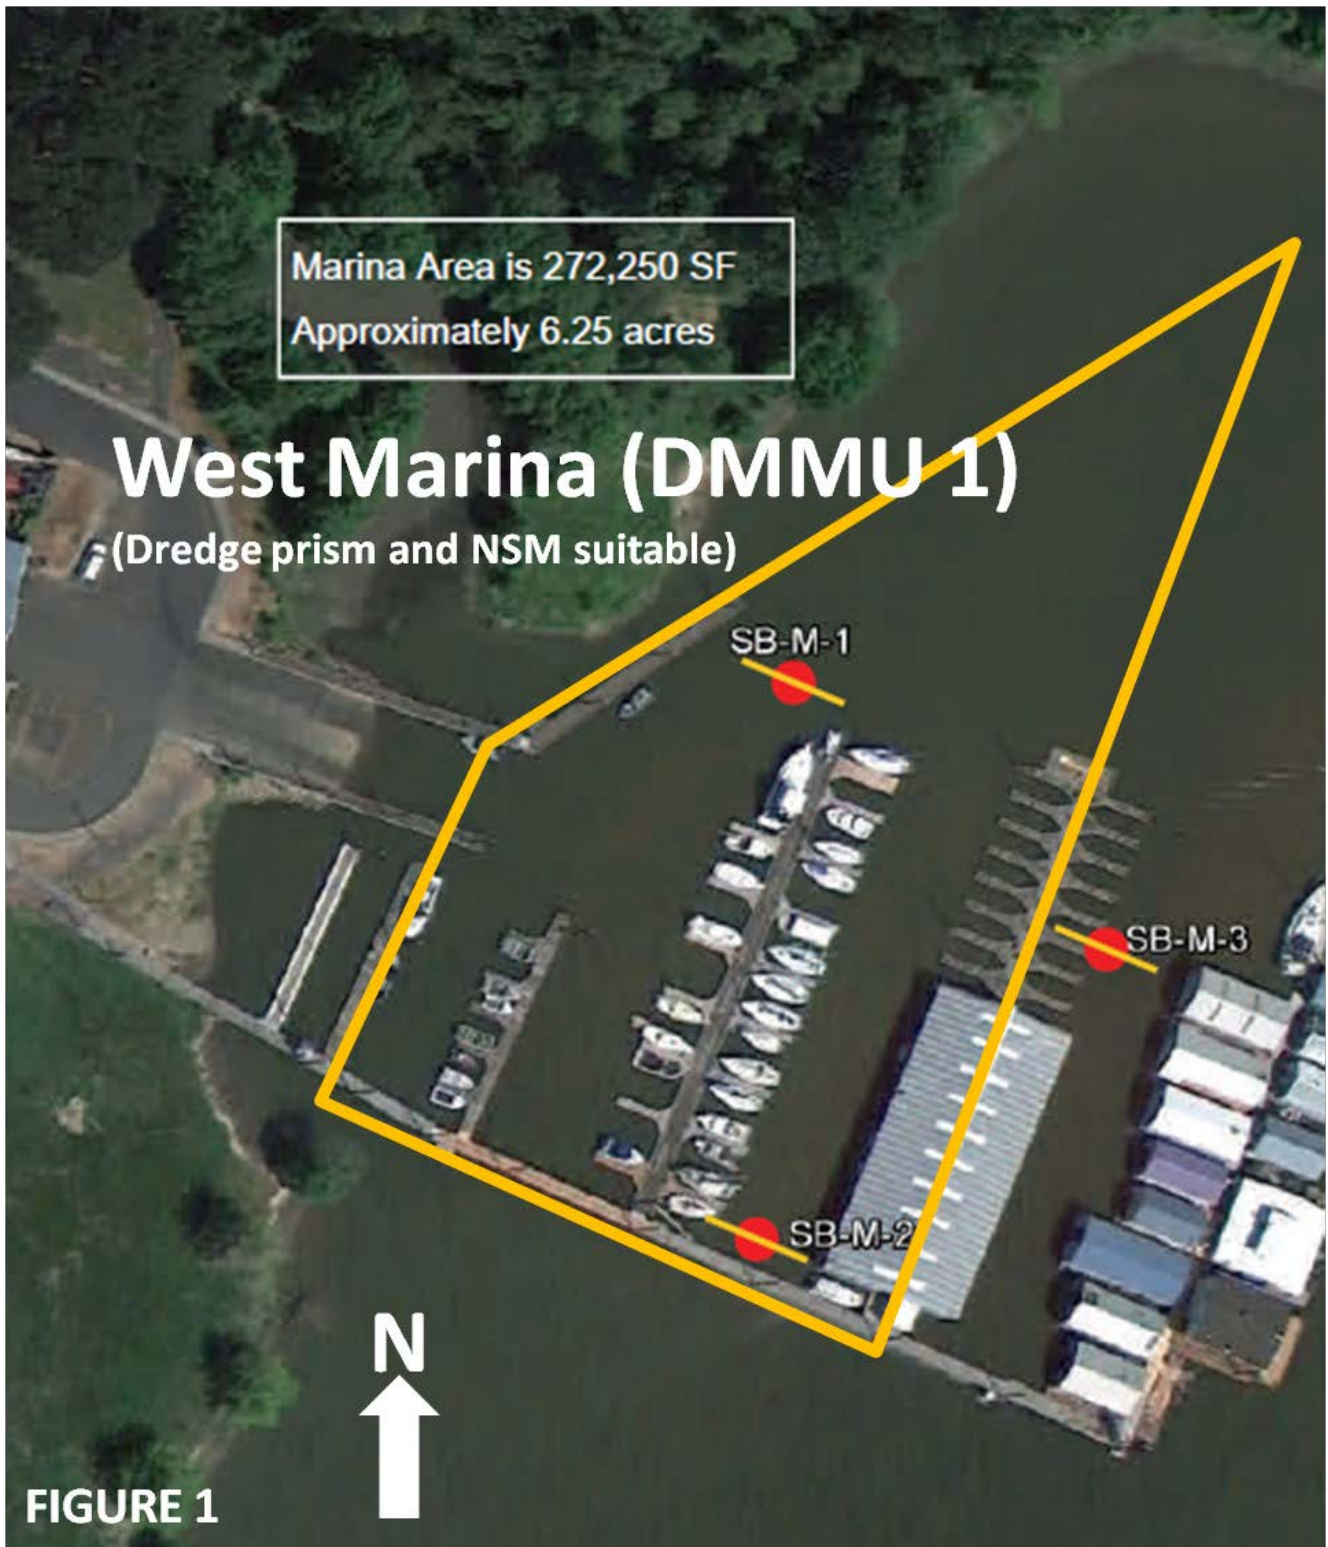 Marina Area is 272,250 SF
Approximately 6.25 acres
West Marina (DMMU 1)
(Dredge prism and NSM suitable)
SB-M-1
SB-M-3
SB-M-2
N
FIGURE 1